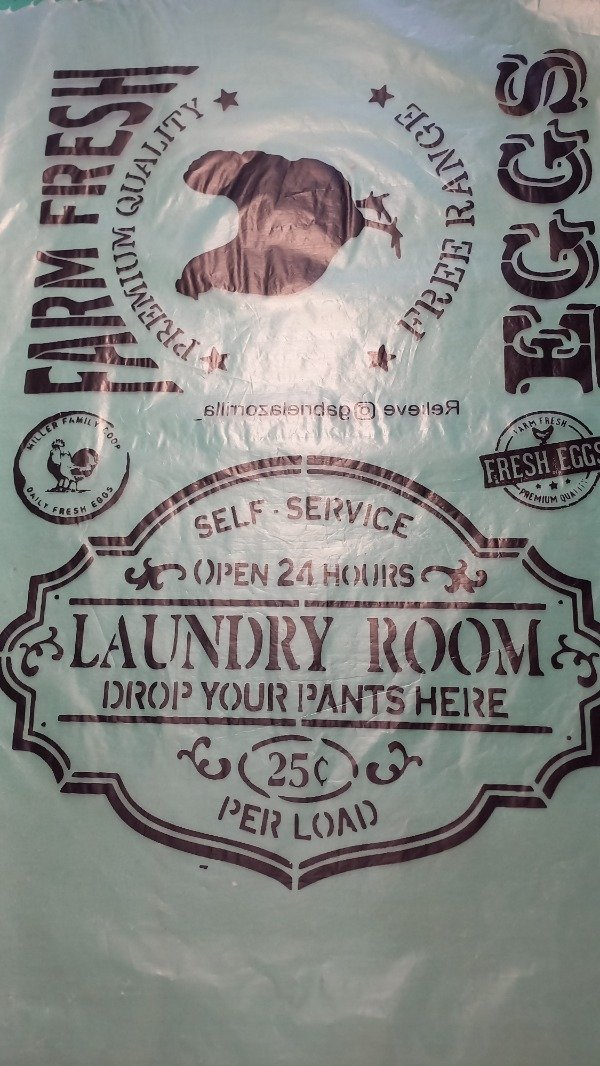 FARM FRESH
PREMIUM QUALITY
FREE RANGE
EGGS
Relieve @gabrielazorrilla_
MILLER FAMILY COOP
DAILY FRESH EGGS
FARM FRESH
FRESH EGGS
PREMIUM QUALITY
SELF-SERVICE
OPEN 24 HOURS
LAUNDRY ROOM
DROP YOUR PANTS HERE
25¢
PER LOAD